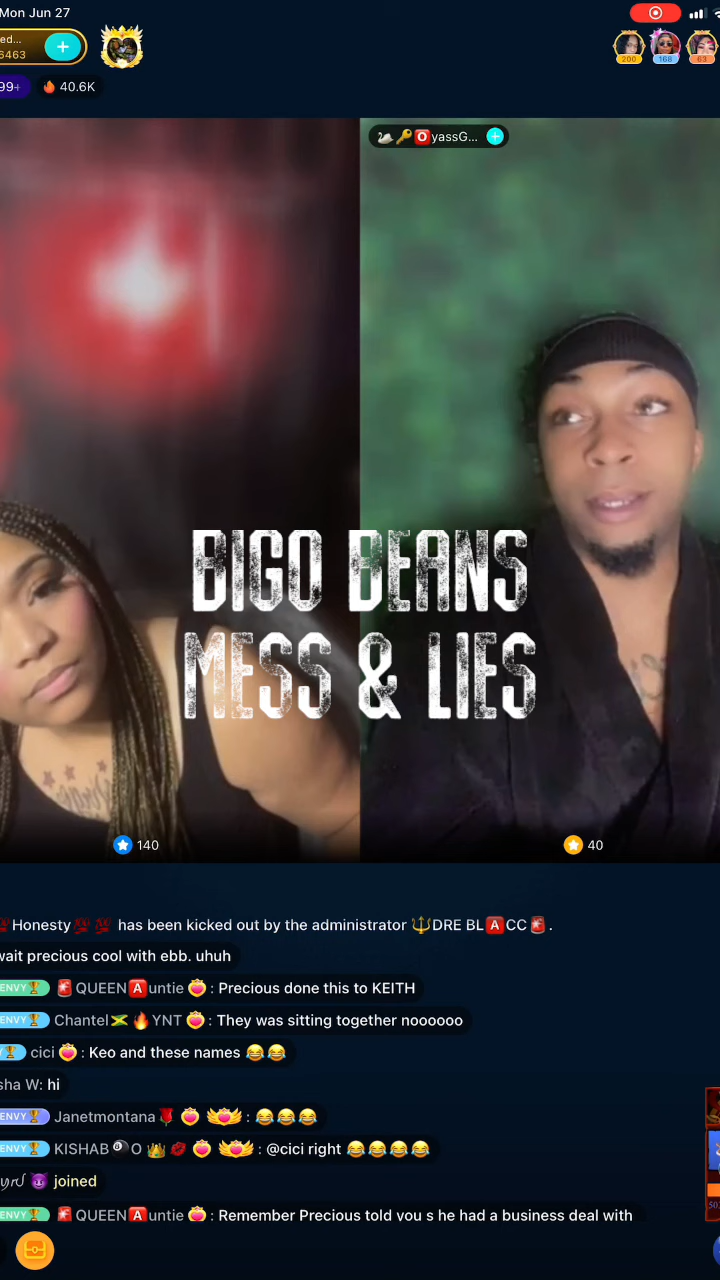 Mon Jun 27
ed...
6463
200
168
63
99+
🔥 40.6K
🦢🔑🅾️yassG...
BIGO BEANS
MESS & LIES
140
40
Honesty💯💯 has been kicked out by the administrator 🔱DRE BL🅰️CC🚨.
wait precious cool with ebb. uhuh
ENVY🏆 🚨QUEEN🅰️untie : Precious done this to KEITH
ENVY🏆 Chantel🇯🇲🔥YNT : They was sitting together noooooo
cici : Keo and these names 😂😂
sha W: hi
ENVY🏆 Janetmontana🌹 : 😂😂😂
ENVY🏆 KISHAB🎱O 👑 💋 : @cici right 😂😂😂😂
😈 joined
ENVY🏆 🚨QUEEN🅰️untie : Remember Precious told you s he had a business deal with